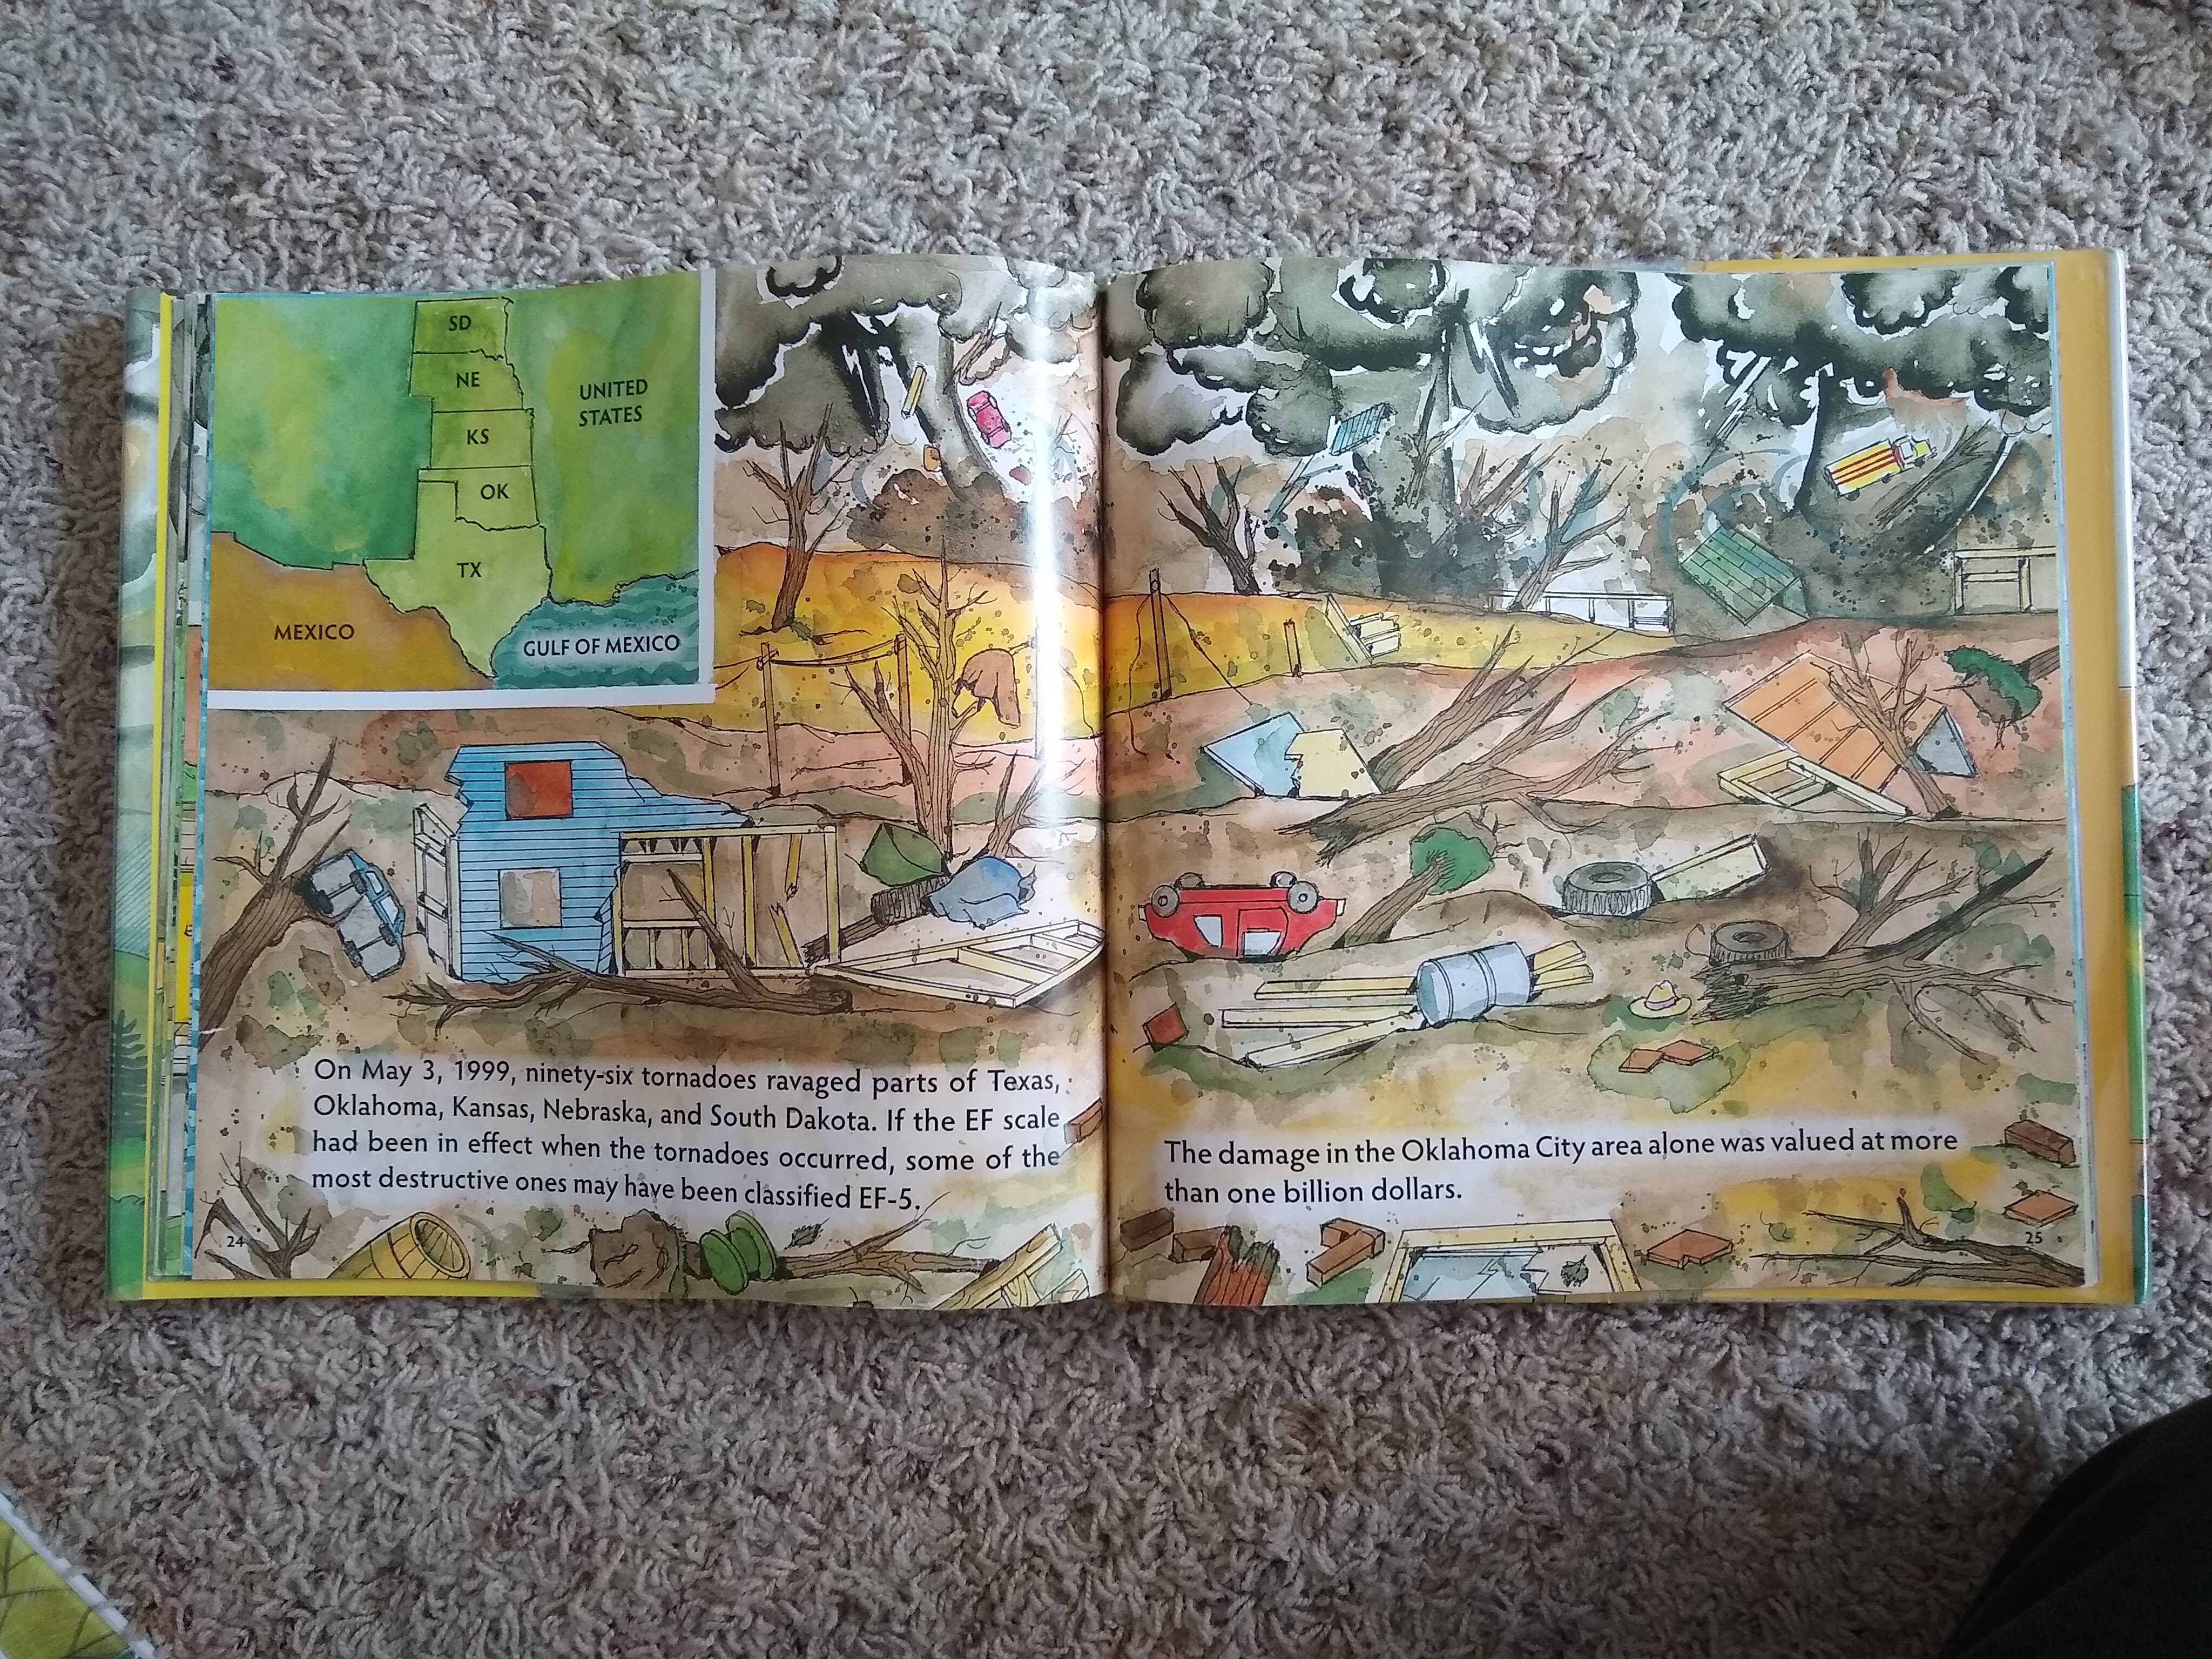 SD
NE
UNITED
STATES
KS
OK
TX
MEXICO
GULF OF MEXICO
On May 3, 1999, ninety-six tornadoes ravaged parts of Texas,
Oklahoma, Kansas, Nebraska, and South Dakota. If the EF scale
had been in effect when the tornadoes occurred, some of the
most destructive ones may have been classified EF-5.
24
The damage in the Oklahoma City area alone was valued at more
than one billion dollars.
25